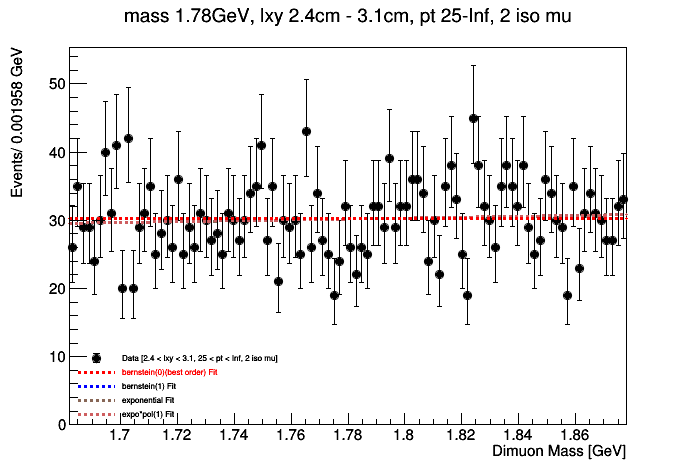 mass 1.78GeV, lxy 2.4cm - 3.1cm, pt 25-Inf, 2 iso mu
Events/ 0.001958 GeV
50
40
30
20
10
0
Data [2.4 < lxy < 3.1, 25 < pt < Inf, 2 iso mu]
bernstein(0)(best order) Fit
bernstein(1) Fit
exponential Fit
expo*pol(1) Fit
1.7 1.72 1.74 1.76 1.78 1.8 1.82 1.84 1.86
Dimuon Mass [GeV]